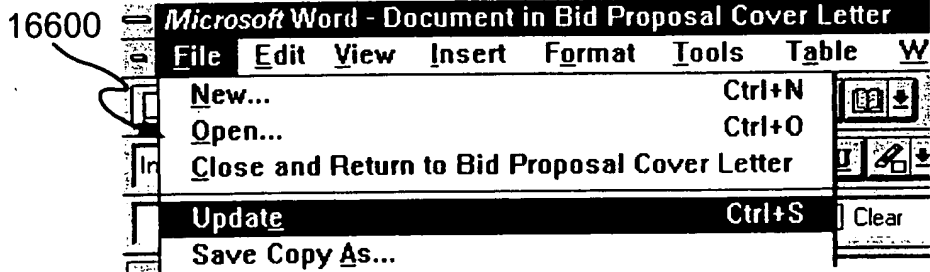 16600
Microsoft Word - Document in Bid Proposal Cover Letter
File Edit View Insert Format Tools Table W
New... Ctrl+N
Open... Ctrl+O
Close and Return to Bid Proposal Cover Letter
In
Update Ctrl+S
Clear
Save Copy As...